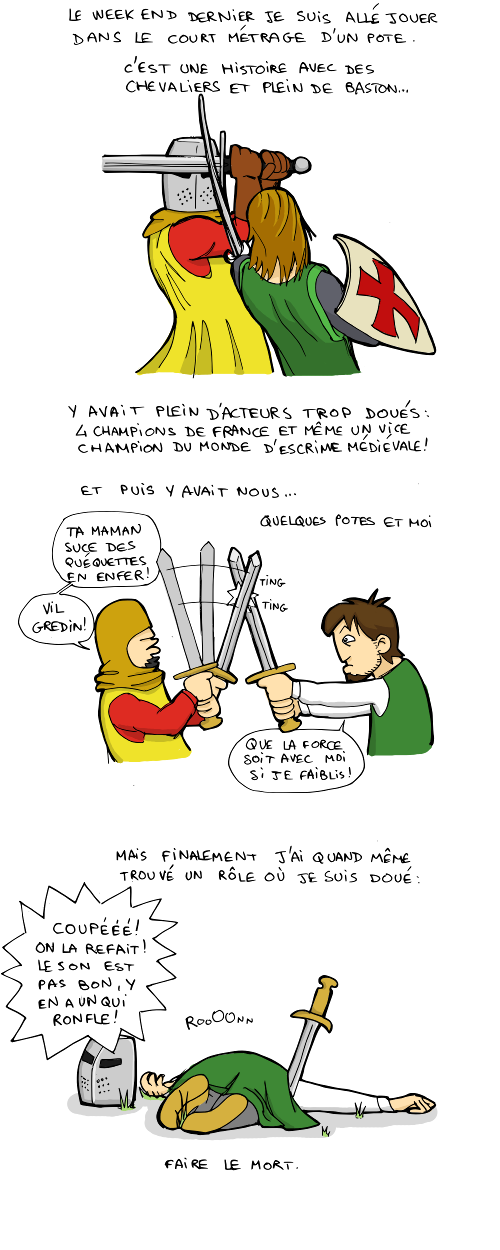 LE WEEK END DERNIER JE SUIS ALLÉ JOUER
DANS LE COURT MÉTRAGE D'UN POTE.
C'EST UNE HISTOIRE AVEC DES
CHEVALIERS ET PLEIN DE BASTON...
Y AVAIT PLEIN D'ACTEURS TROP DOUÉS:
4 CHAMPIONS DE FRANCE ET MÊME UN VICE
CHAMPION DU MONDE D'ESCRIME MÉDIÉVALE!
ET PUIS Y AVAIT NOUS...
QUELQUES POTES ET MOI
TA MAMAN
SUCE DES
QUÉQUETTES
EN ENFER!
VIL
GREDIN!
TING
TING
QUE LA FORCE
SOIT AVEC MOI
SI JE FAIBLIS!
MAIS FINALEMENT J'AI QUAND MÊME
TROUVÉ UN RÔLE OÙ JE SUIS DOUÉ:
COUPÉÉÉ!
ON LA REFAIT!
LE SON EST
PAS BON, Y
EN A UN QUI
RONFLE!
ROOOONN
FAIRE LE MORT.